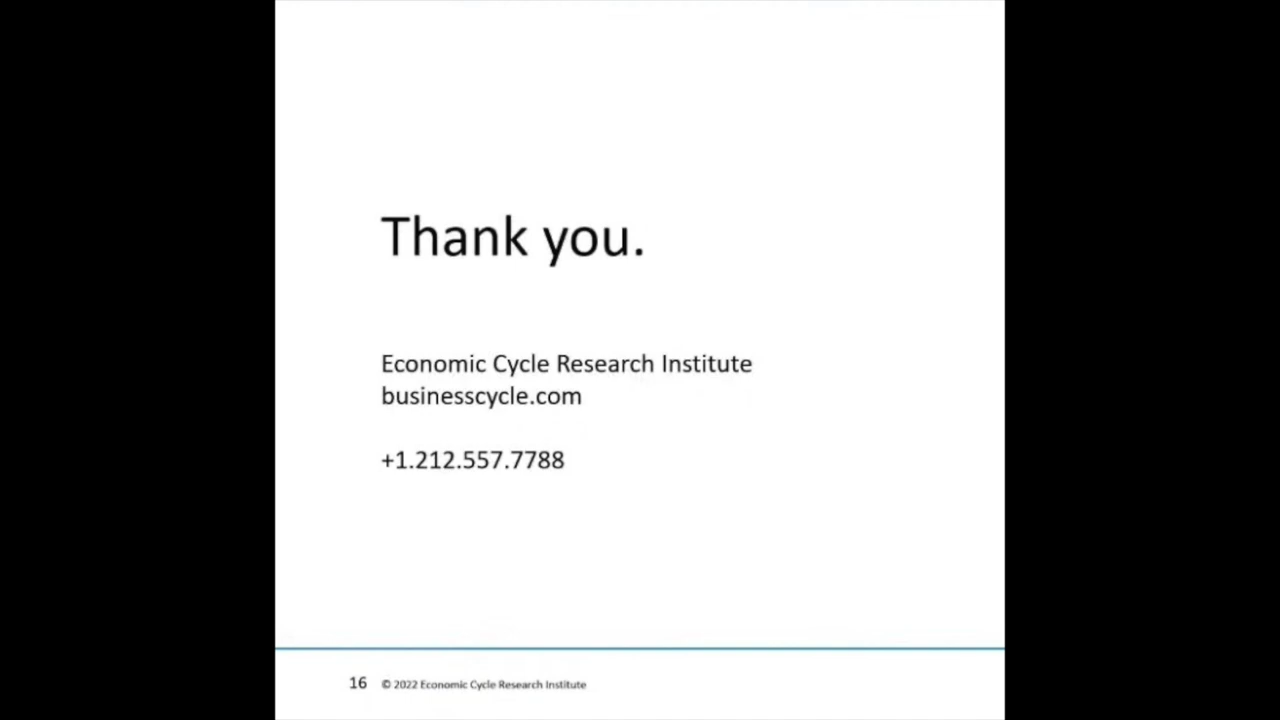 Thank you.
Economic Cycle Research Institute
businesscycle.com
+1.212.557.7788
16 © 2022 Economic Cycle Research Institute